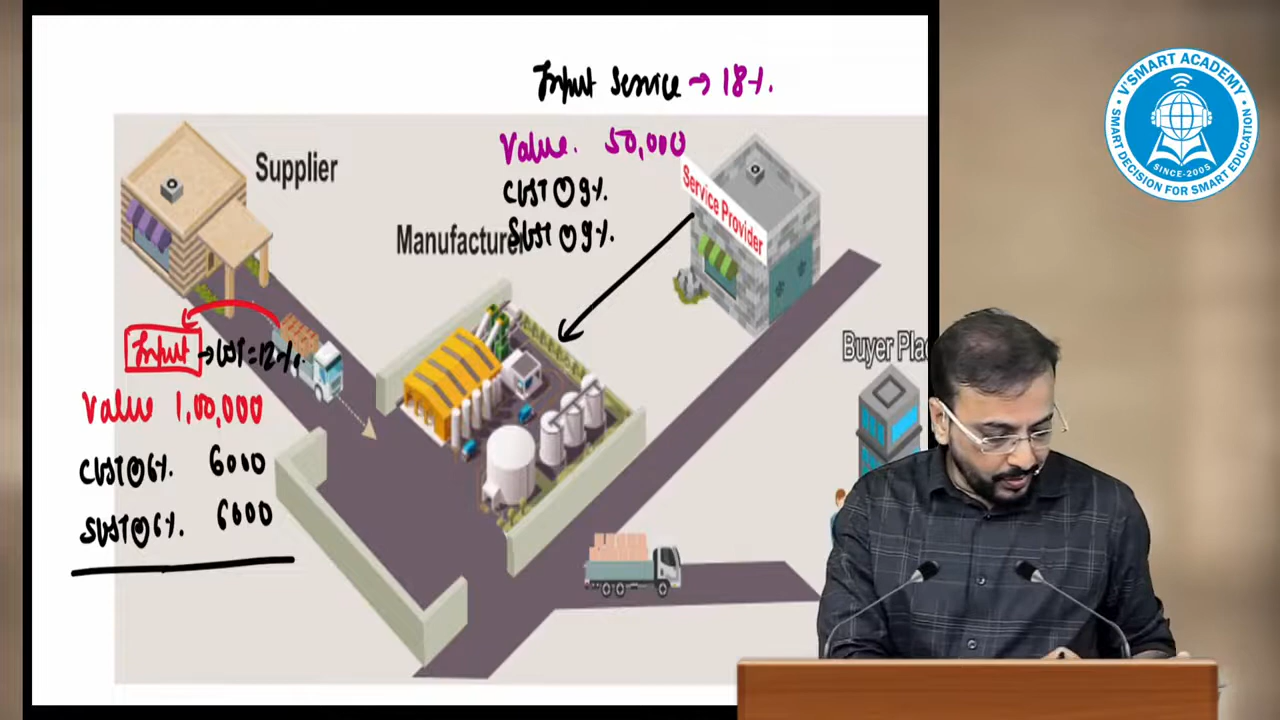 Input Service → 18%.
Value. 50,000
CGST @ 9%.
SGST @ 9%.
Supplier
Manufacturer
Service Provider
Buyer Pla
Input → GST = 12%.
Value 1,00,000
CGST @ 6%. 6000
SGST @ 6%. 6000
V'SMART ACADEMY
SINCE-2005
SMART DECISION FOR SMART EDUCATION